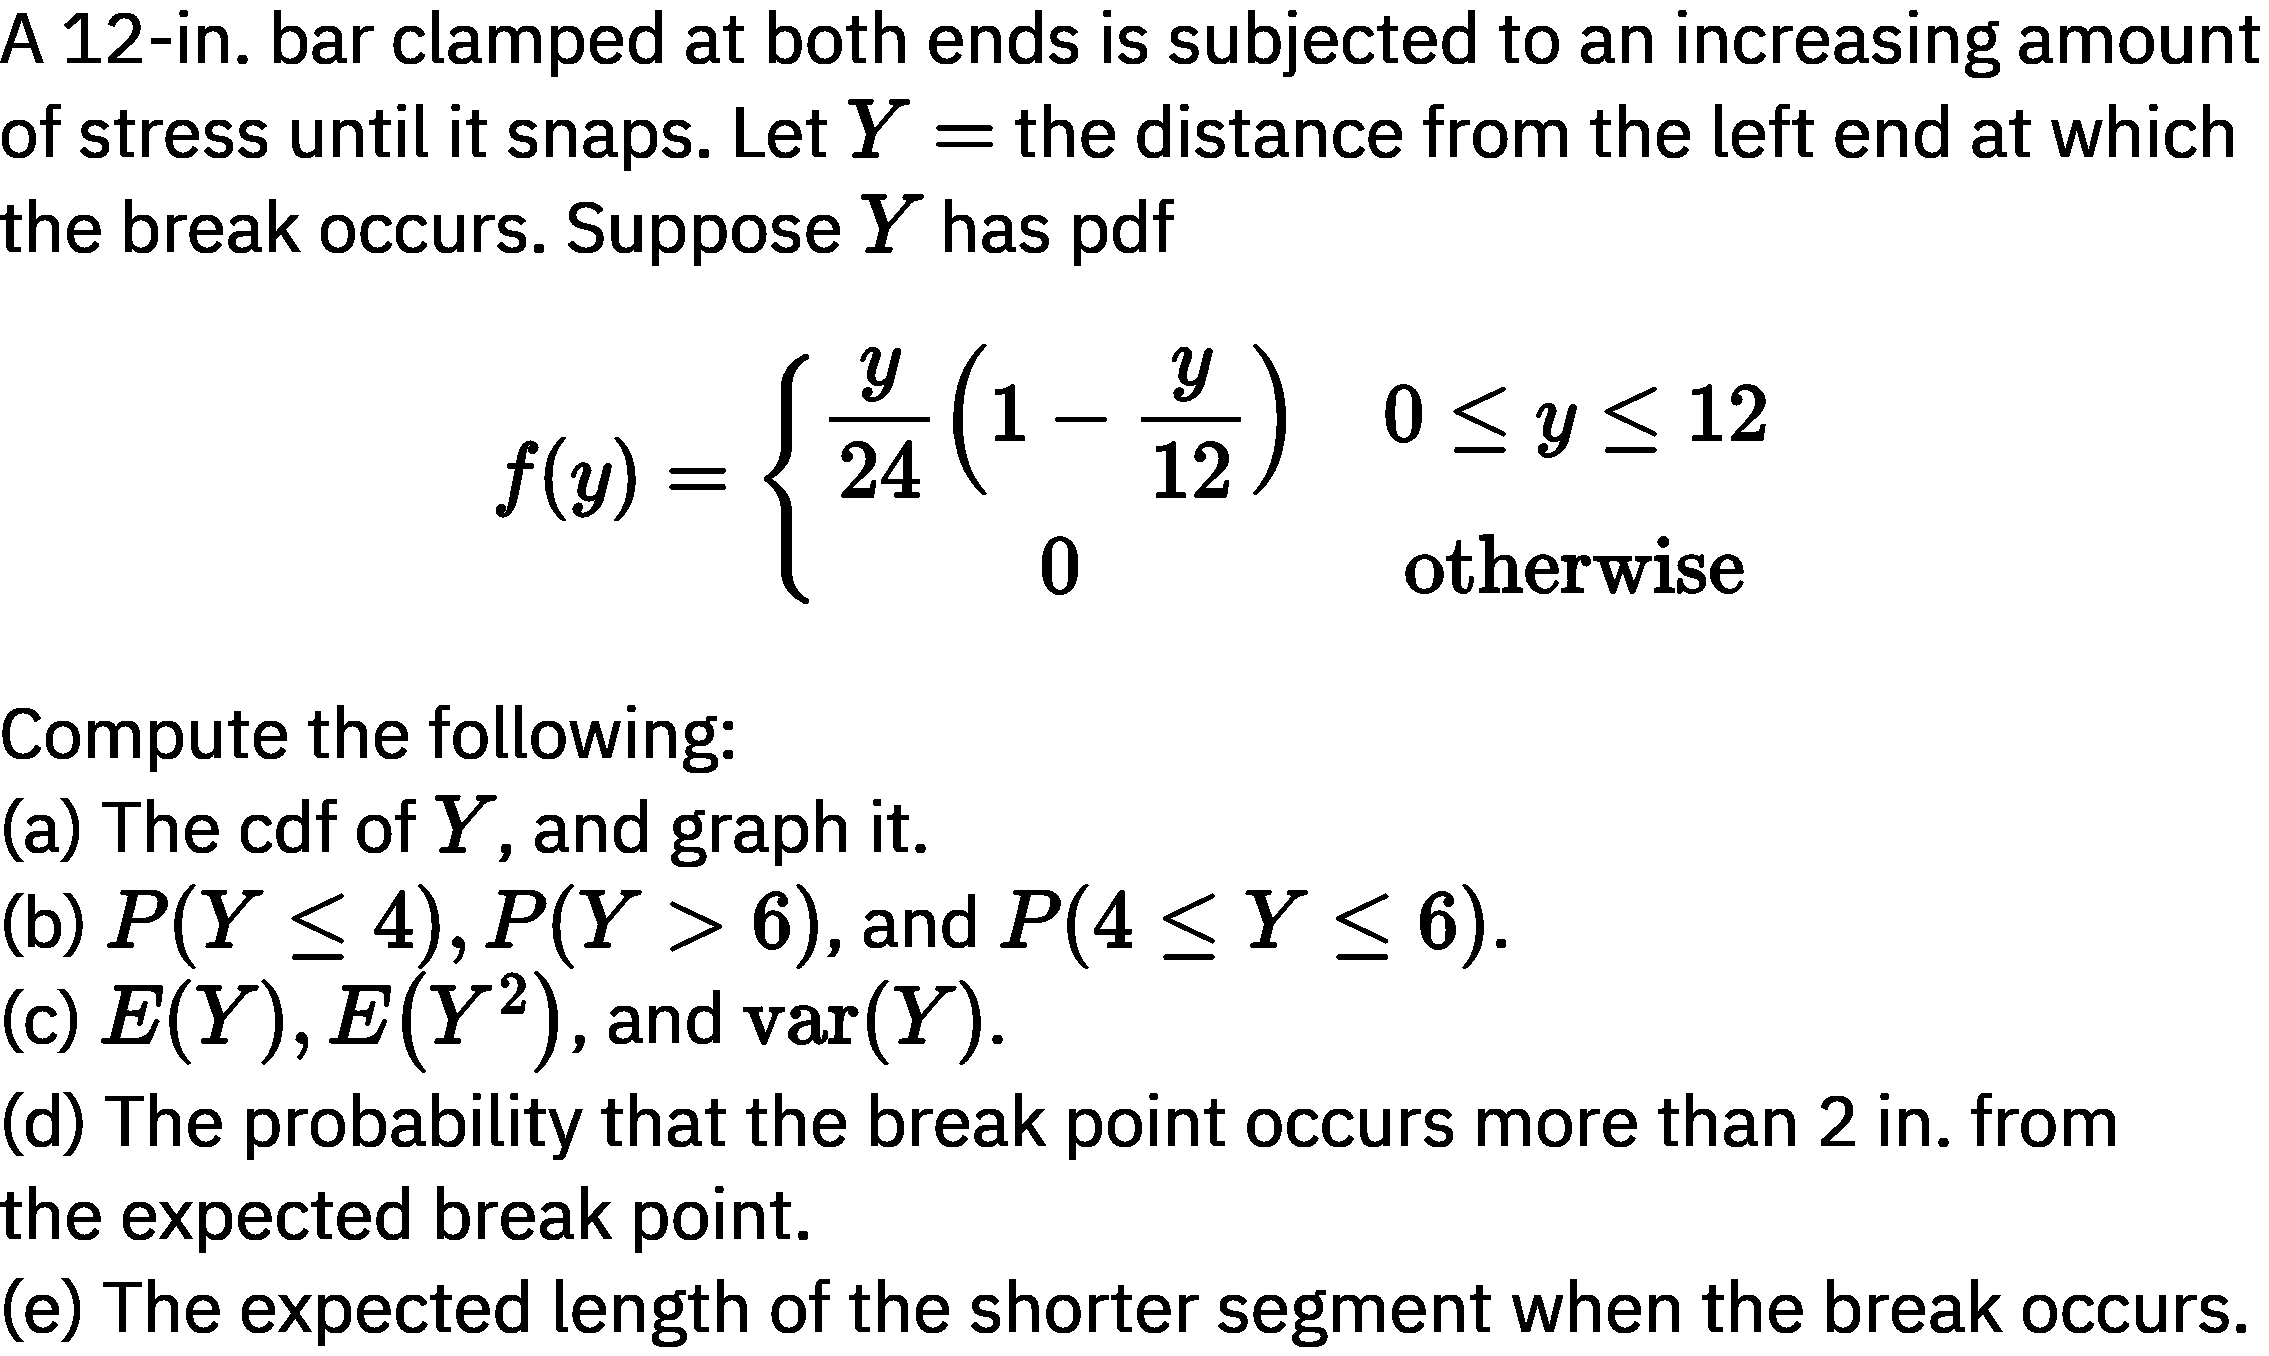 A 12-in. bar clamped at both ends is subjected to an increasing amount
of stress until it snaps. Let Y = the distance from the left end at which
the break occurs. Suppose Y has pdf
f(y) = { y/24 (1 − y/12)   0 ≤ y ≤ 12
0   otherwise
Compute the following:
(a) The cdf of Y, and graph it.
(b) P(Y ≤ 4), P(Y > 6), and P(4 ≤ Y ≤ 6).
(c) E(Y), E(Y²), and var(Y).
(d) The probability that the break point occurs more than 2 in. from
the expected break point.
(e) The expected length of the shorter segment when the break occurs.